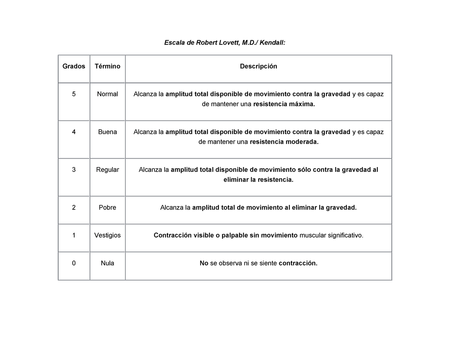 Escala de Robert Lovett, M.D./ Kendall:
Grados Término Descripción
5 Normal Alcanza la amplitud total disponible de movimiento contra la gravedad y es capaz
de mantener una resistencia máxima.
4 Buena Alcanza la amplitud total disponible de movimiento contra la gravedad y es capaz
de mantener una resistencia moderada.
3 Regular Alcanza la amplitud total disponible de movimiento sólo contra la gravedad al
eliminar la resistencia.
2 Pobre Alcanza la amplitud total de movimiento al eliminar la gravedad.
1 Vestigios Contracción visible o palpable sin movimiento muscular significativo.
0 Nula No se observa ni se siente contracción.